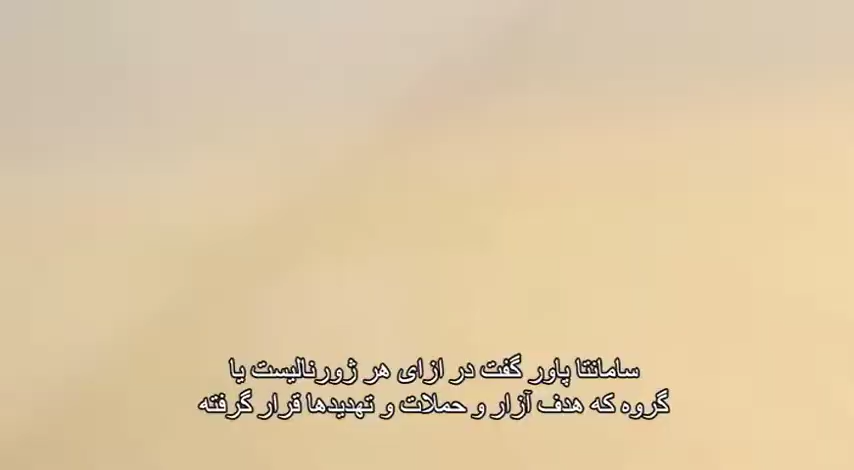 سامانتا پاور گفت در ازای هر ژورنالیست یا
گروه که هدف آزار و حملات و تهدیدها قرار گرفته